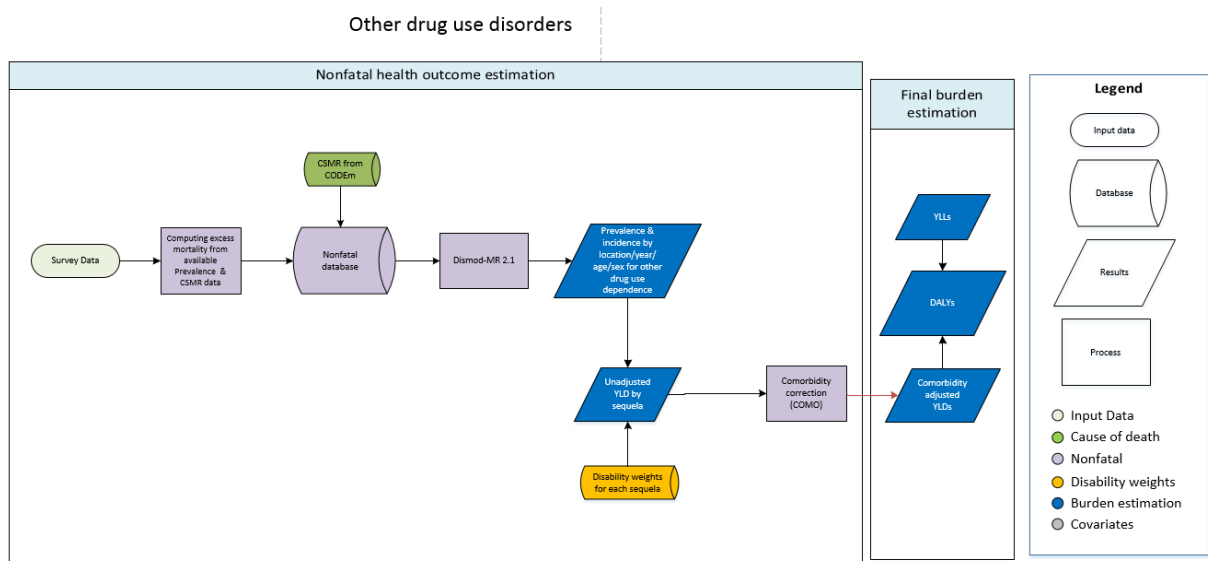 Other drug use disorders
Nonfatal health outcome estimation
CSMR from
CODEm
Survey Data
Computing excess
mortality from
available
Prevalence & 
CSMR data
Nonfatal
database
Dismod-MR 2.1
Prevalence &
incidence by
location/year/
age/sex for other
drug use
dependence
Unadjusted
YLD by
sequela
Disability weights
for each sequela
Comorbidity
correction
(COMO)
Final burden
estimation
YLLs
DALYs
Comorbidity
adjusted
YLDs
Legend
Input data
Database
Results
Process
Input Data
Cause of death
Nonfatal
Disability weights
Burden estimation
Covariates